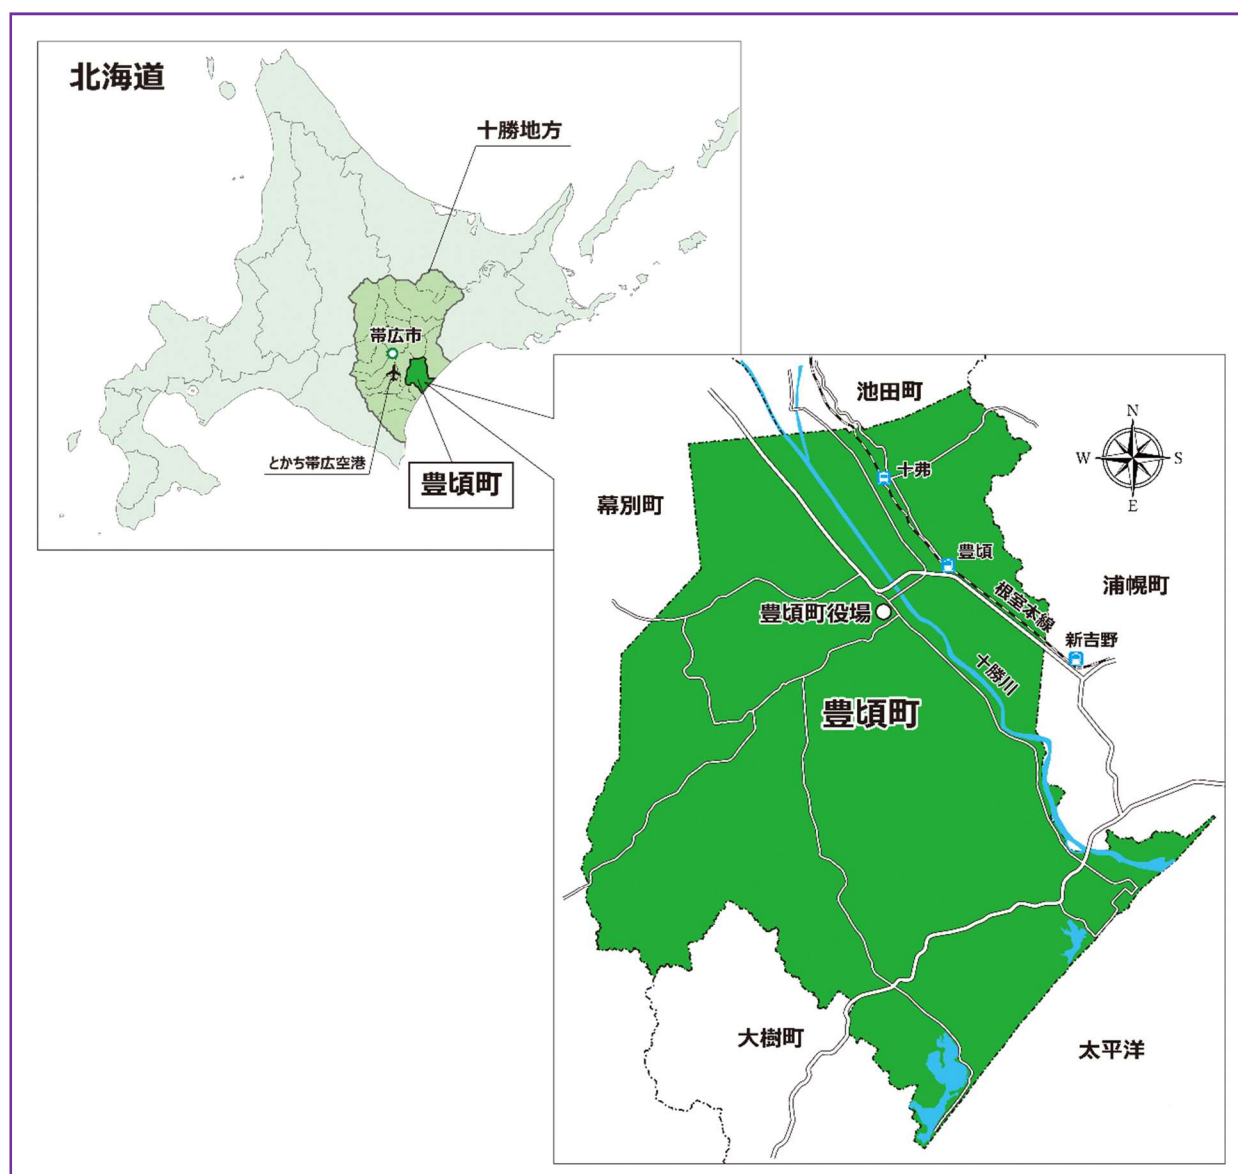 北海道
十勝地方
帯広市
とかち帯広空港
豊頃町
池田町
N
W
S
E
十弗
幕別町
豊頃
浦幌町
根室本線
豊頃町役場
新吉野
十勝川
豊頃町
大樹町
太平洋